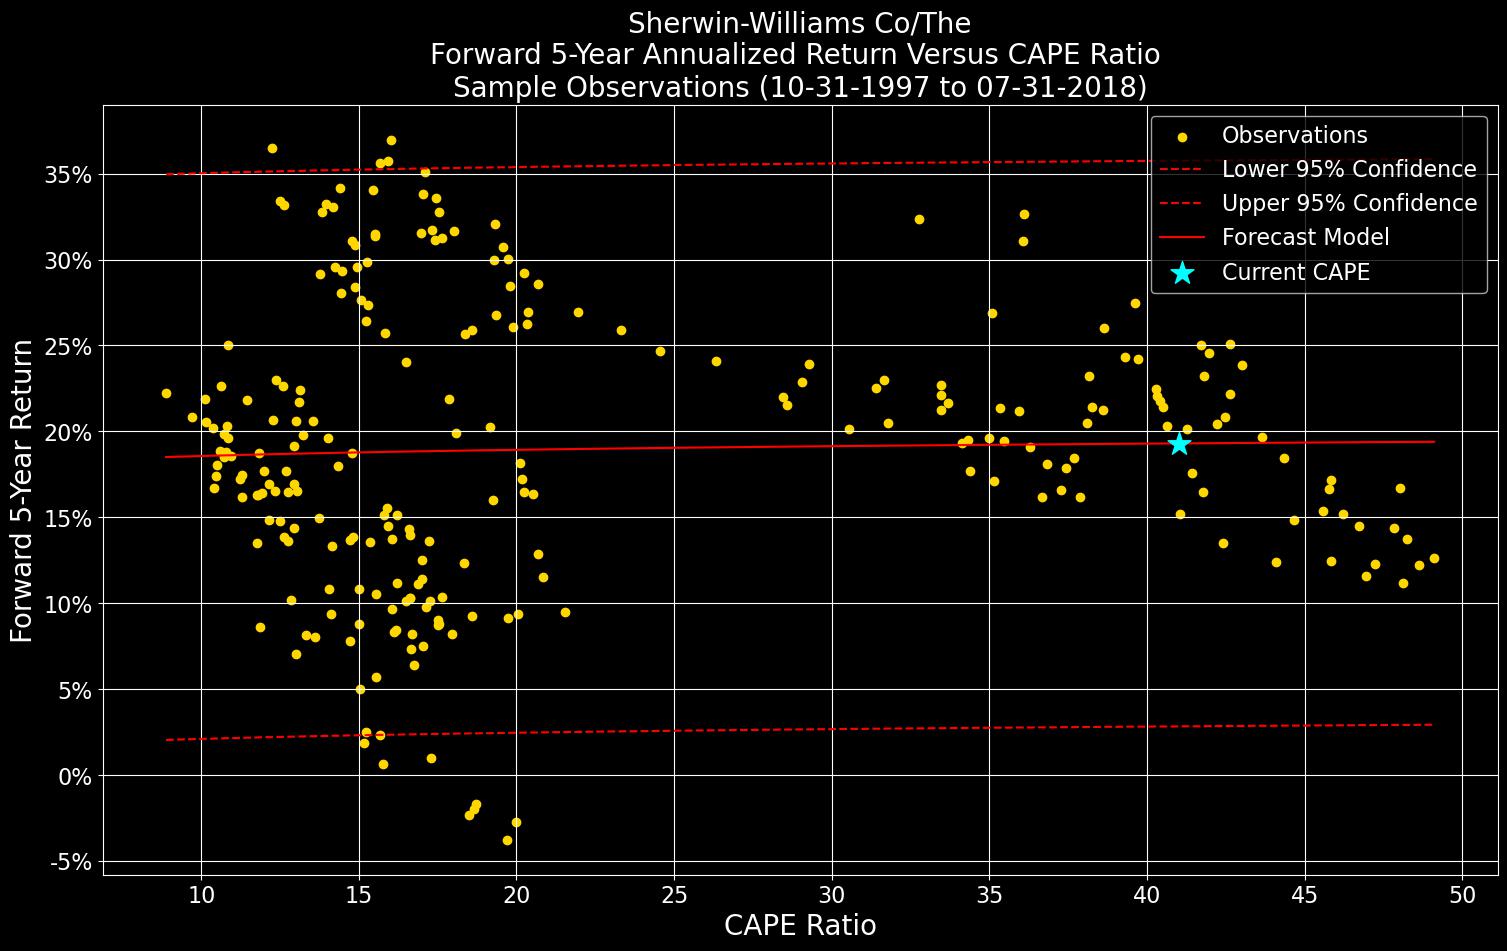 Sherwin-Williams Co/The
Forward 5-Year Annualized Return Versus CAPE Ratio
Sample Observations (10-31-1997 to 07-31-2018)
Observations
Lower 95% Confidence
Upper 95% Confidence
Forecast Model
Current CAPE
Forward 5-Year Return
35%
30%
25%
20%
15%
10%
5%
0%
-5%
10 15 20 25 30 35 40 45 50
CAPE Ratio